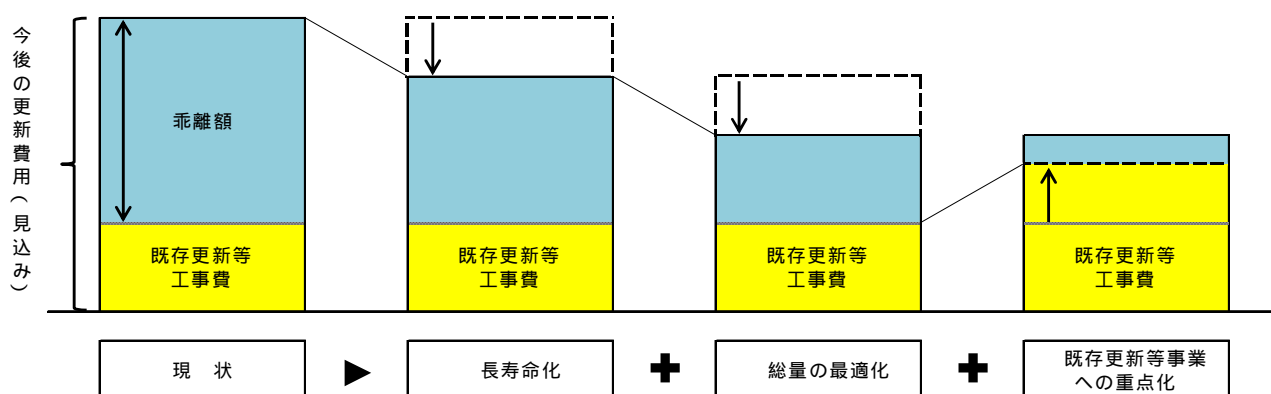 今後の更新費用(見込み)
乖離額
既存更新等
工事費
既存更新等
工事費
既存更新等
工事費
既存更新等
工事費
現 状
長寿命化
総量の最適化
既存更新等事業
への重点化